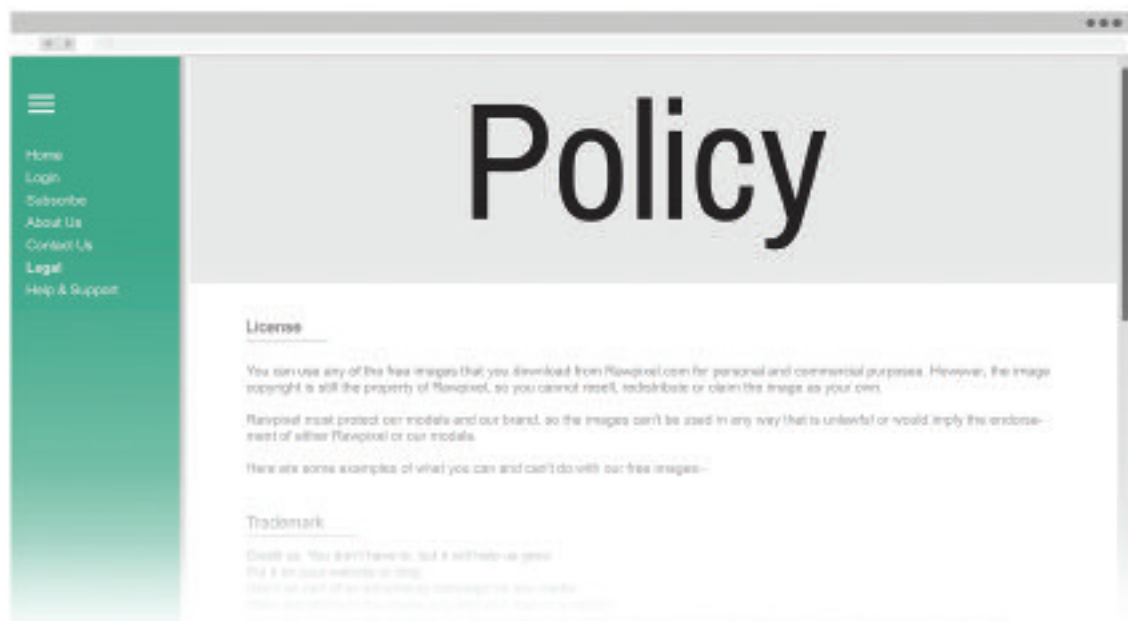 Policy
Home
Login
Subscribe
About Us
Contact Us
Legal
Help & Support
License
You can use any of the free images that you download from Rawpixel.com for personal and commercial purposes. However, the image
copyright is still the property of Rawpixel, so you cannot resell, redistribute or claim the image as your own.
Rawpixel must protect our models and our brand, so the images can't be used in any way that is unlawful or would imply the endorse-
ment of either Rawpixel or our models.
Here are some examples of what you can and can't do with our free images:-
Trademark
Credit us. You don't have to, but it will help us grow
Put it on your website or blog